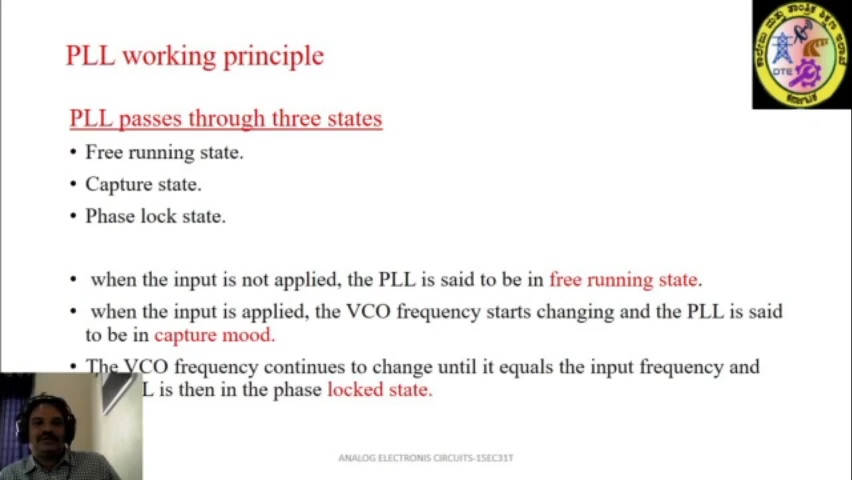 PLL working principle
DTE
PLL passes through three states
• Free running state.
• Capture state.
• Phase lock state.
• when the input is not applied, the PLL is said to be in free running state.
• when the input is applied, the VCO frequency starts changing and the PLL is said
to be in capture mood.
• The VCO frequency continues to change until it equals the input frequency and
L is then in the phase locked state.
ANALOG ELECTRONIS CIRCUITS-15EC31T